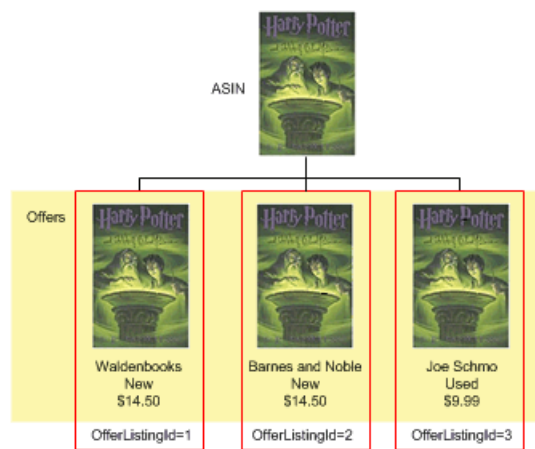 Harry Potter
ASIN
Offers
Harry Potter
Harry Potter
Harry Potter
Waldenbooks
New
$14.50
Barnes and Noble
New
$14.50
Joe Schmo
Used
$9.99
OfferListingId=1
OfferListingId=2
OfferListingId=3